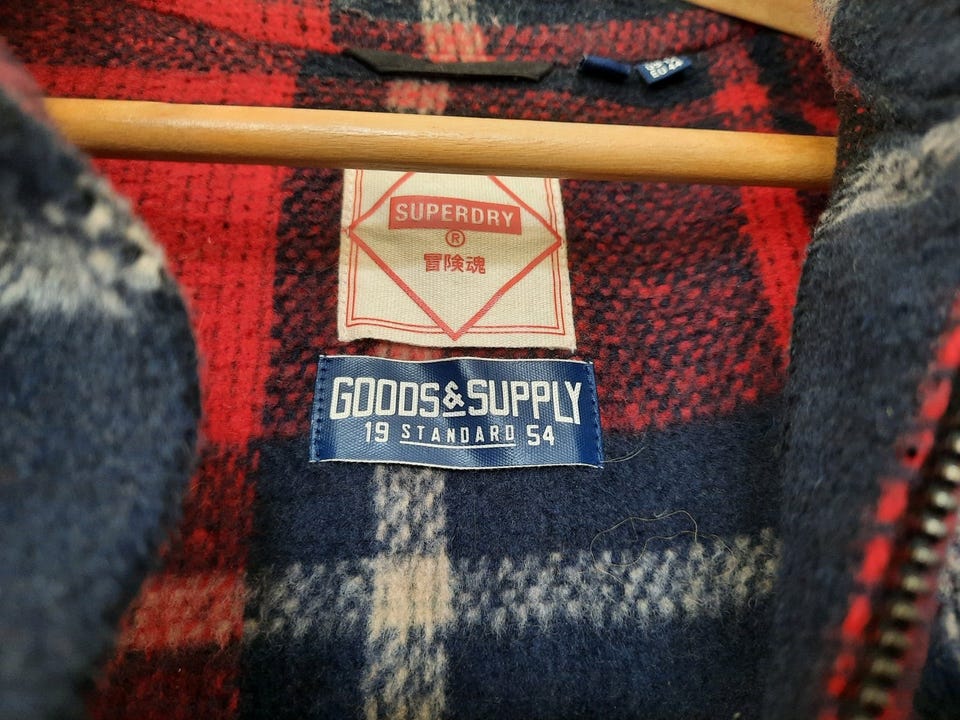 SUPERDRY
®
冒険魂
GOODS & SUPPLY
19 STANDARD 54